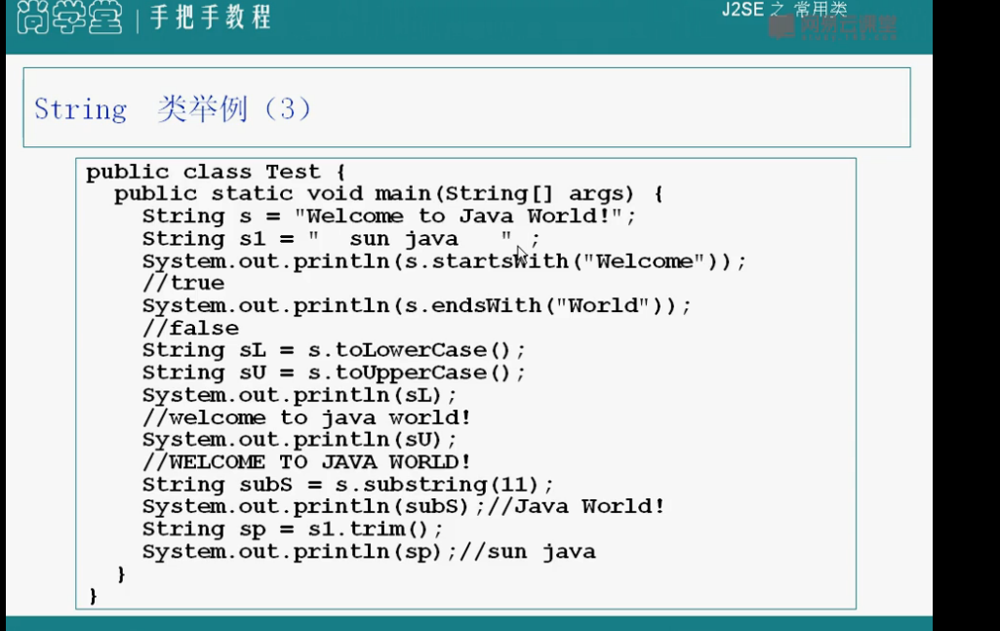 尚学堂 | 手把手教程
J2SE 之 常用类
网易云课堂
String 类举例（3）
public class Test {
  public static void main(String[] args) {
    String s = "Welcome to Java World!";
    String s1 = "  sun java   " ;
    System.out.println(s.startsWith("Welcome"));
    //true
    System.out.println(s.endsWith("World"));
    //false
    String sL = s.toLowerCase();
    String sU = s.toUpperCase();
    System.out.println(sL);
    //welcome to java world!
    System.out.println(sU);
    //WELCOME TO JAVA WORLD!
    String subS = s.substring(11);
    System.out.println(subS);//Java World!
    String sp = s1.trim();
    System.out.println(sp);//sun java
  }
}